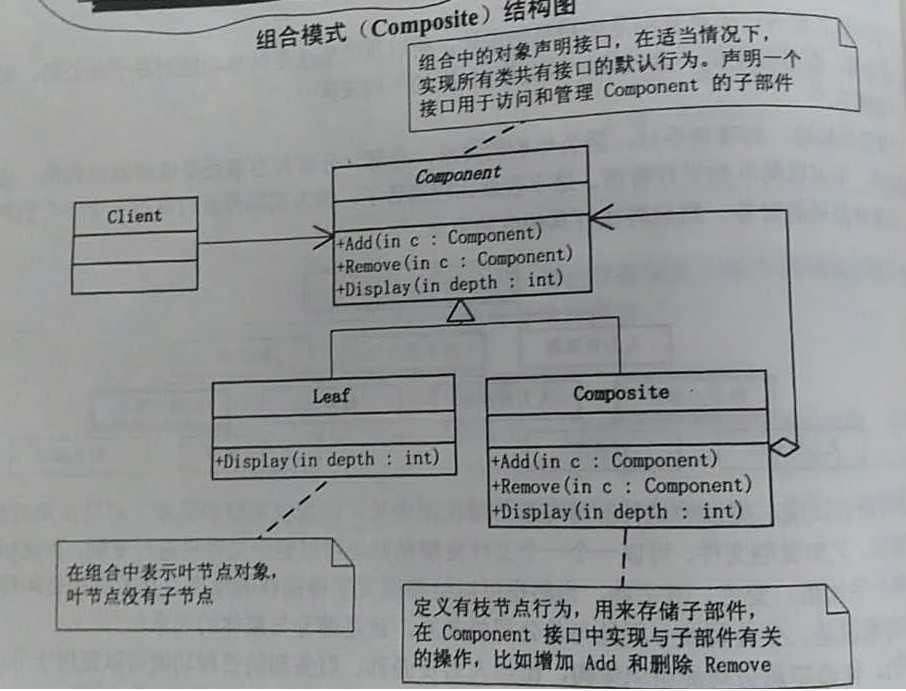 组合模式（Composite）结构图
组合中的对象声明接口，在适当情况下，
实现所有类共有接口的默认行为。声明一个
接口用于访问和管理 Component 的子部件
Component
+Add(in c : Component)
+Remove(in c : Component)
+Display(in depth : int)
Client
Leaf
+Display(in depth : int)
Composite
+Add(in c : Component)
+Remove(in c : Component)
+Display(in depth : int)
在组合中表示叶节点对象，
叶节点没有子节点
定义有枝节点行为，用来存储子部件，
在 Component 接口中实现与子部件有关
的操作，比如增加 Add 和删除 Remove